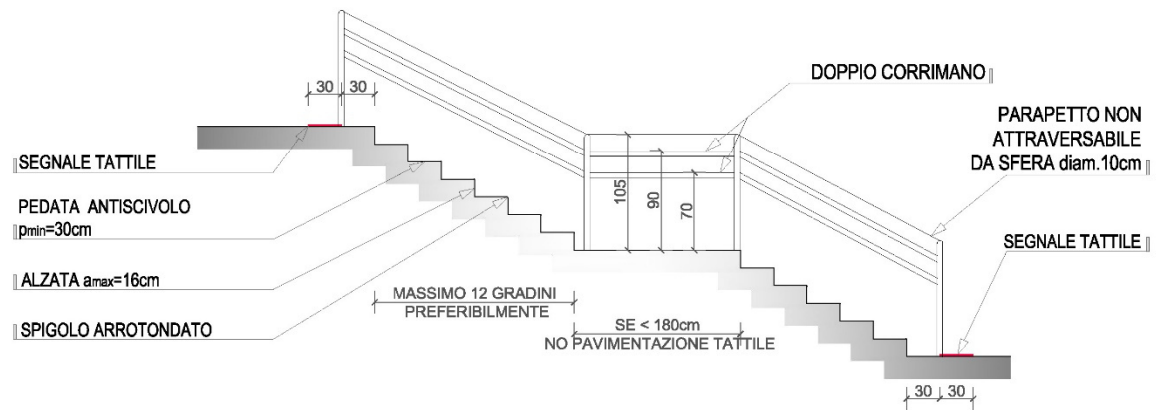 30 30
DOPPIO CORRIMANO
PARAPETTO NON
ATTRAVERSABILE
DA SFERA diam.10cm
SEGNALE TATTILE
PEDATA ANTISCIVOLO
pmin=30cm
ALZATA amax=16cm
SPIGOLO ARROTONDATO
105
90
70
SEGNALE TATTILE
MASSIMO 12 GRADINI
PREFERIBILMENTE
SE < 180cm
NO PAVIMENTAZIONE TATTILE
30 30